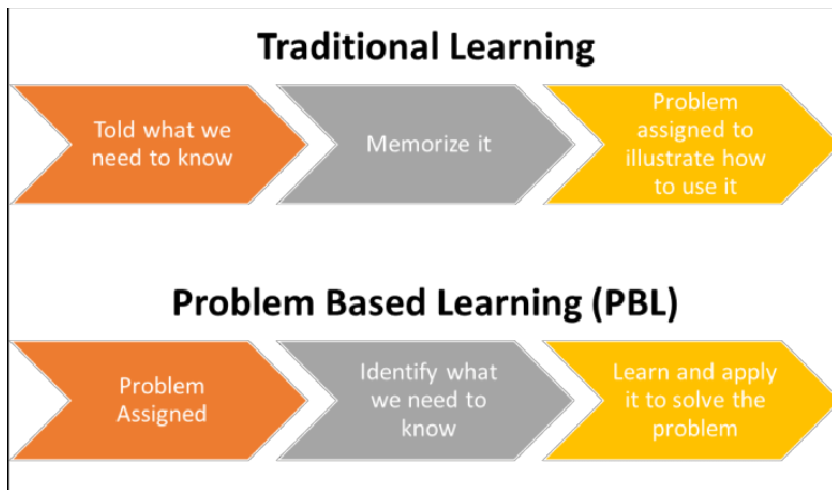 Traditional Learning
Told what we
need to know
Memorize it
Problem
assigned to
illustrate how
to use it
Problem Based Learning (PBL)
Problem
Assigned
Identify what
we need to
know
Learn and apply
it to solve the
problem